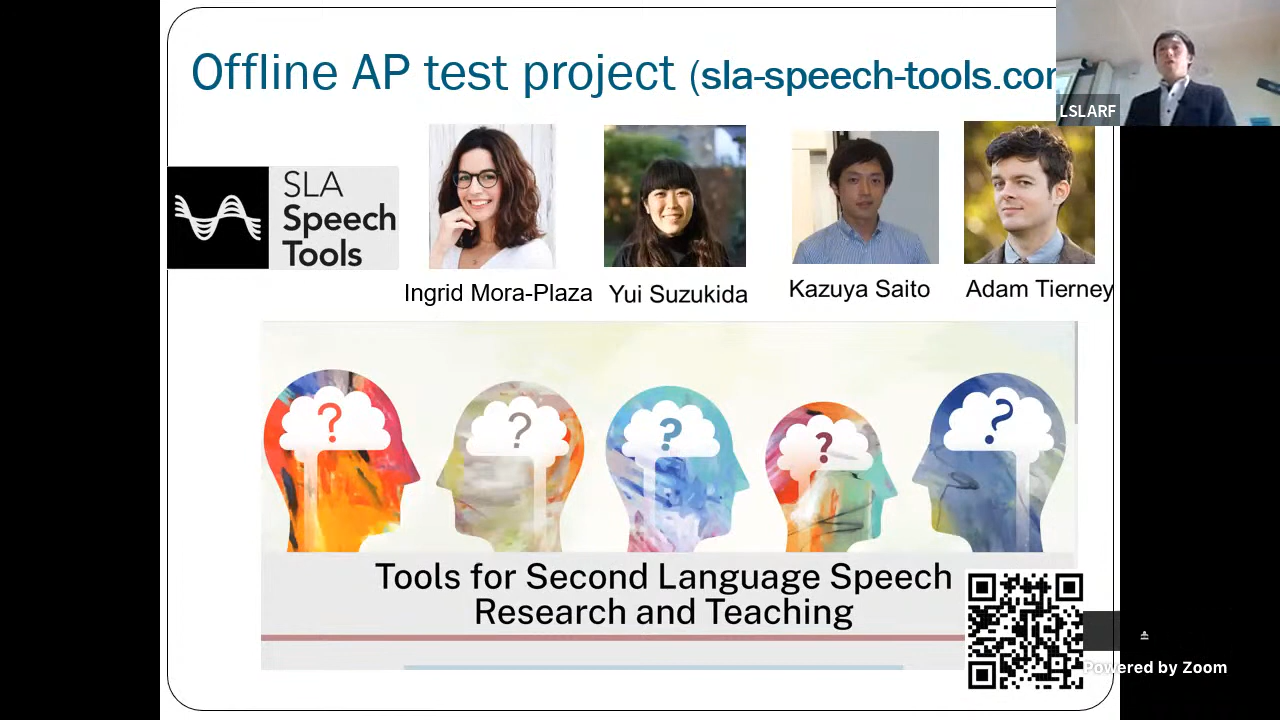 Offline AP test project (sla-speech-tools.com
LSLARF
SLA
Speech
Tools
Ingrid Mora-Plaza
Yui Suzukida
Kazuya Saito
Adam Tierney
?
?
?
?
?
Tools for Second Language Speech
Research and Teaching
Powered by Zoom